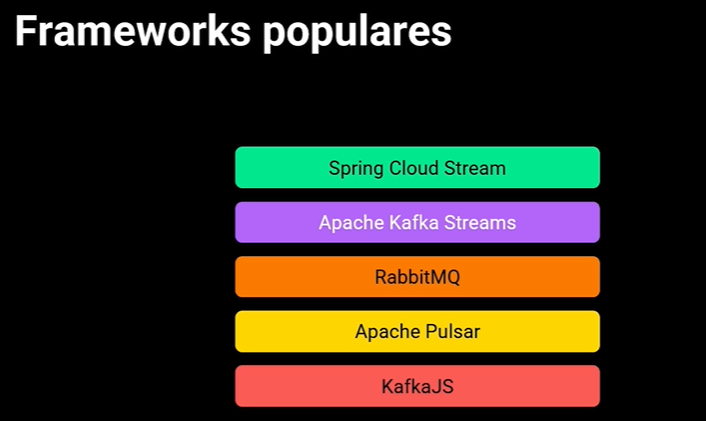 Frameworks populares
Spring Cloud Stream
Apache Kafka Streams
RabbitMQ
Apache Pulsar
KafkaJS